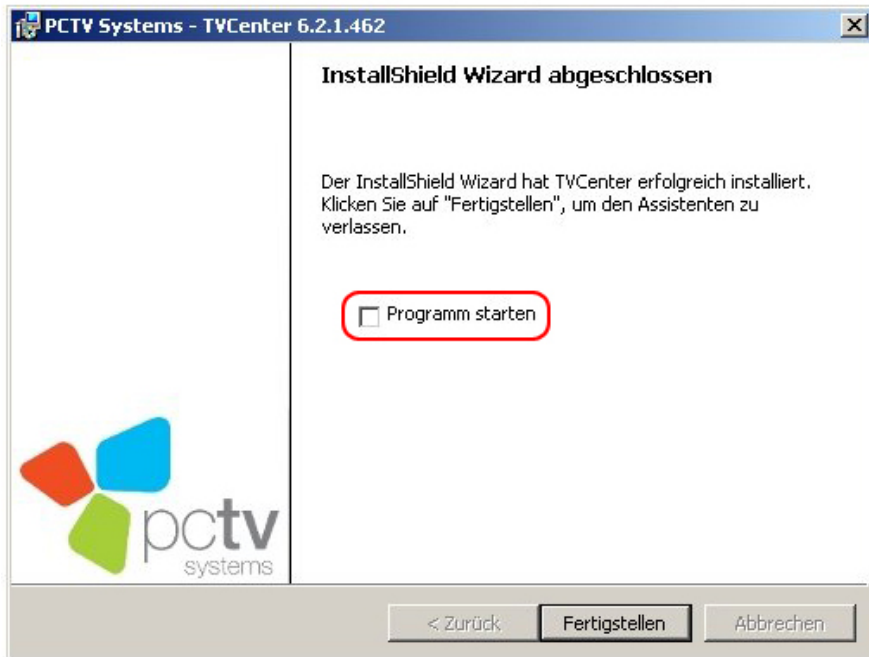 PCTV Systems - TVCenter 6.2.1.462
InstallShield Wizard abgeschlossen
Der InstallShield Wizard hat TVCenter erfolgreich installiert.
Klicken Sie auf "Fertigstellen", um den Assistenten zu
verlassen.
Programm starten
pctv
systems
< Zurück
Fertigstellen
Abbrechen